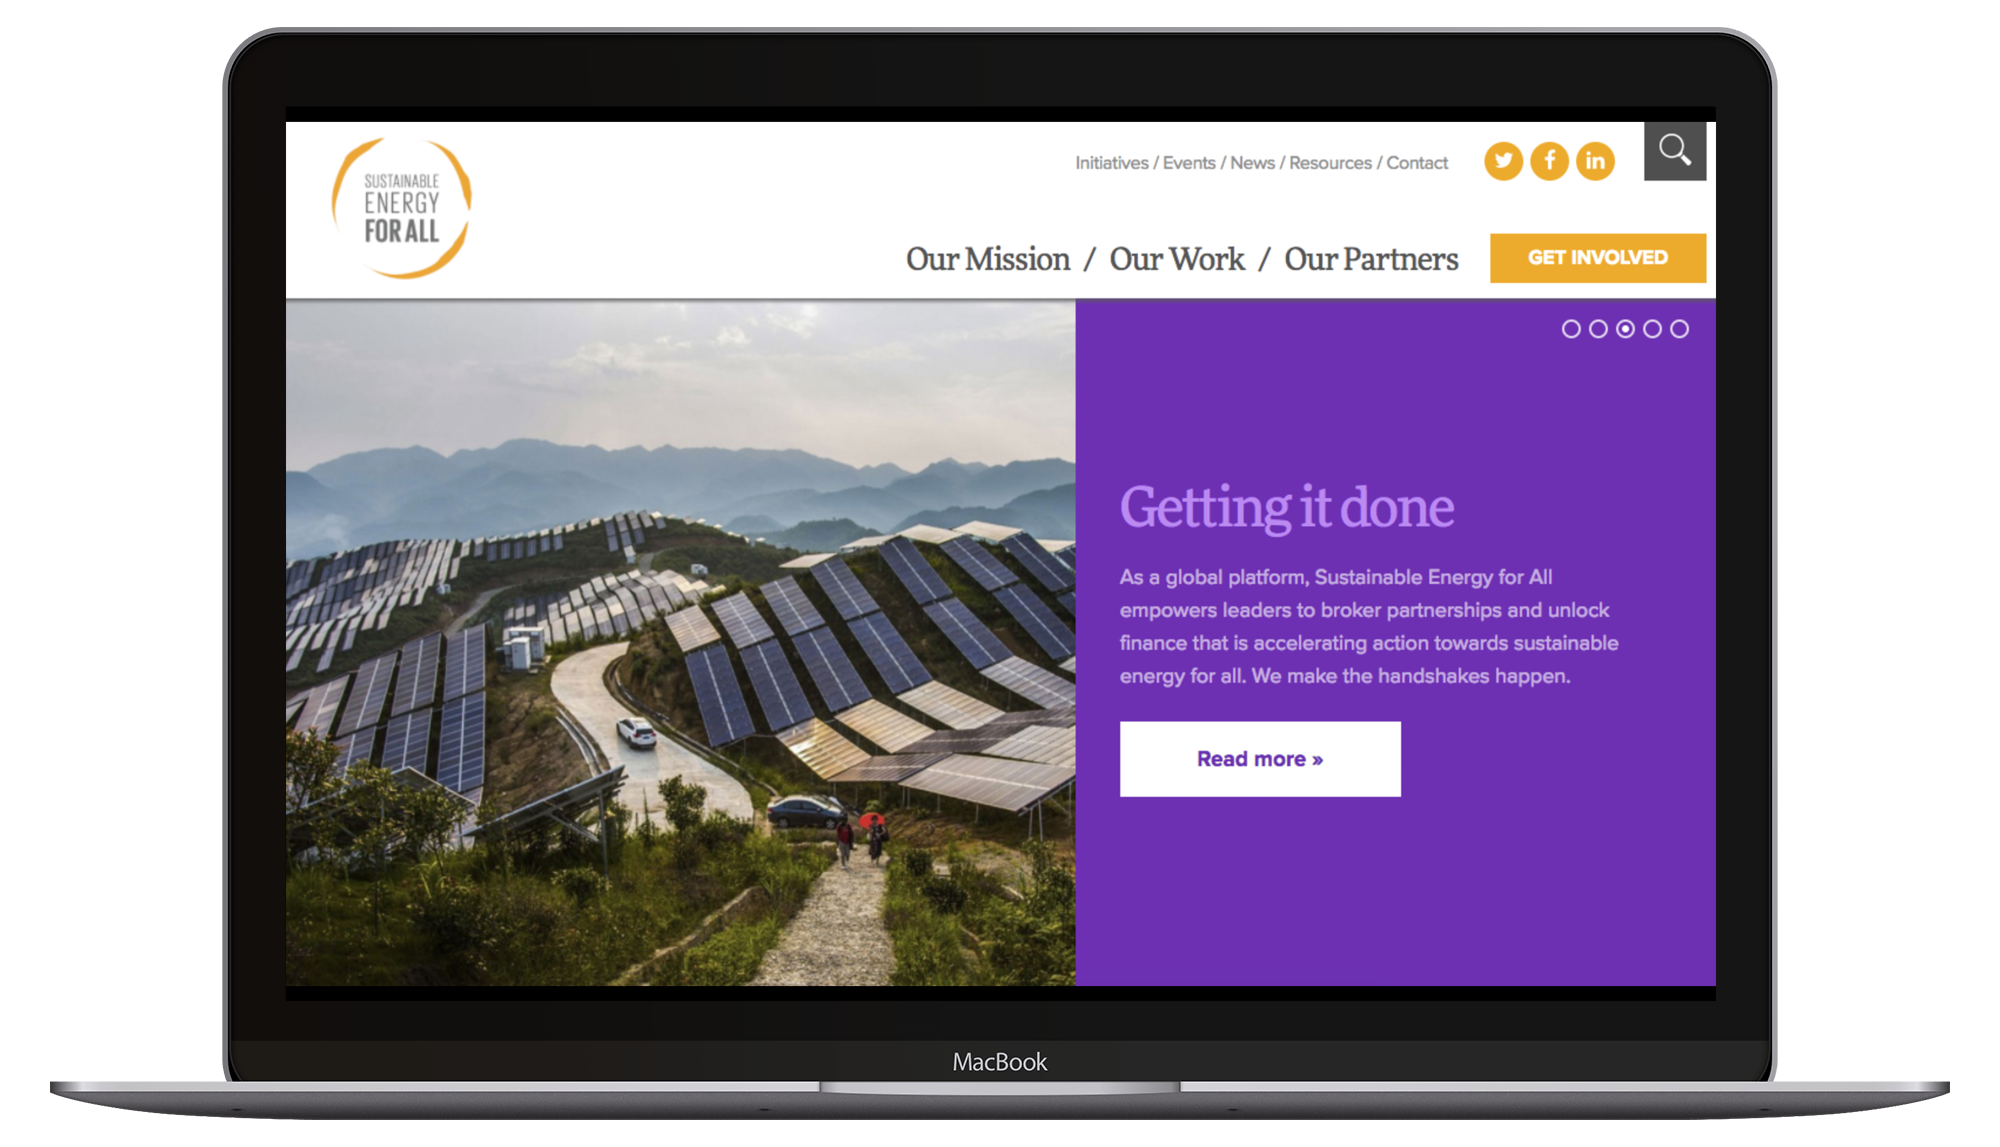 SUSTAINABLE
ENERGY
FOR ALL
Initiatives / Events / News / Resources / Contact
Our Mission / Our Work / Our Partners
GET INVOLVED
Getting it done
As a global platform, Sustainable Energy for All
empowers leaders to broker partnerships and unlock
finance that is accelerating action towards sustainable
energy for all. We make the handshakes happen.
Read more »
MacBook